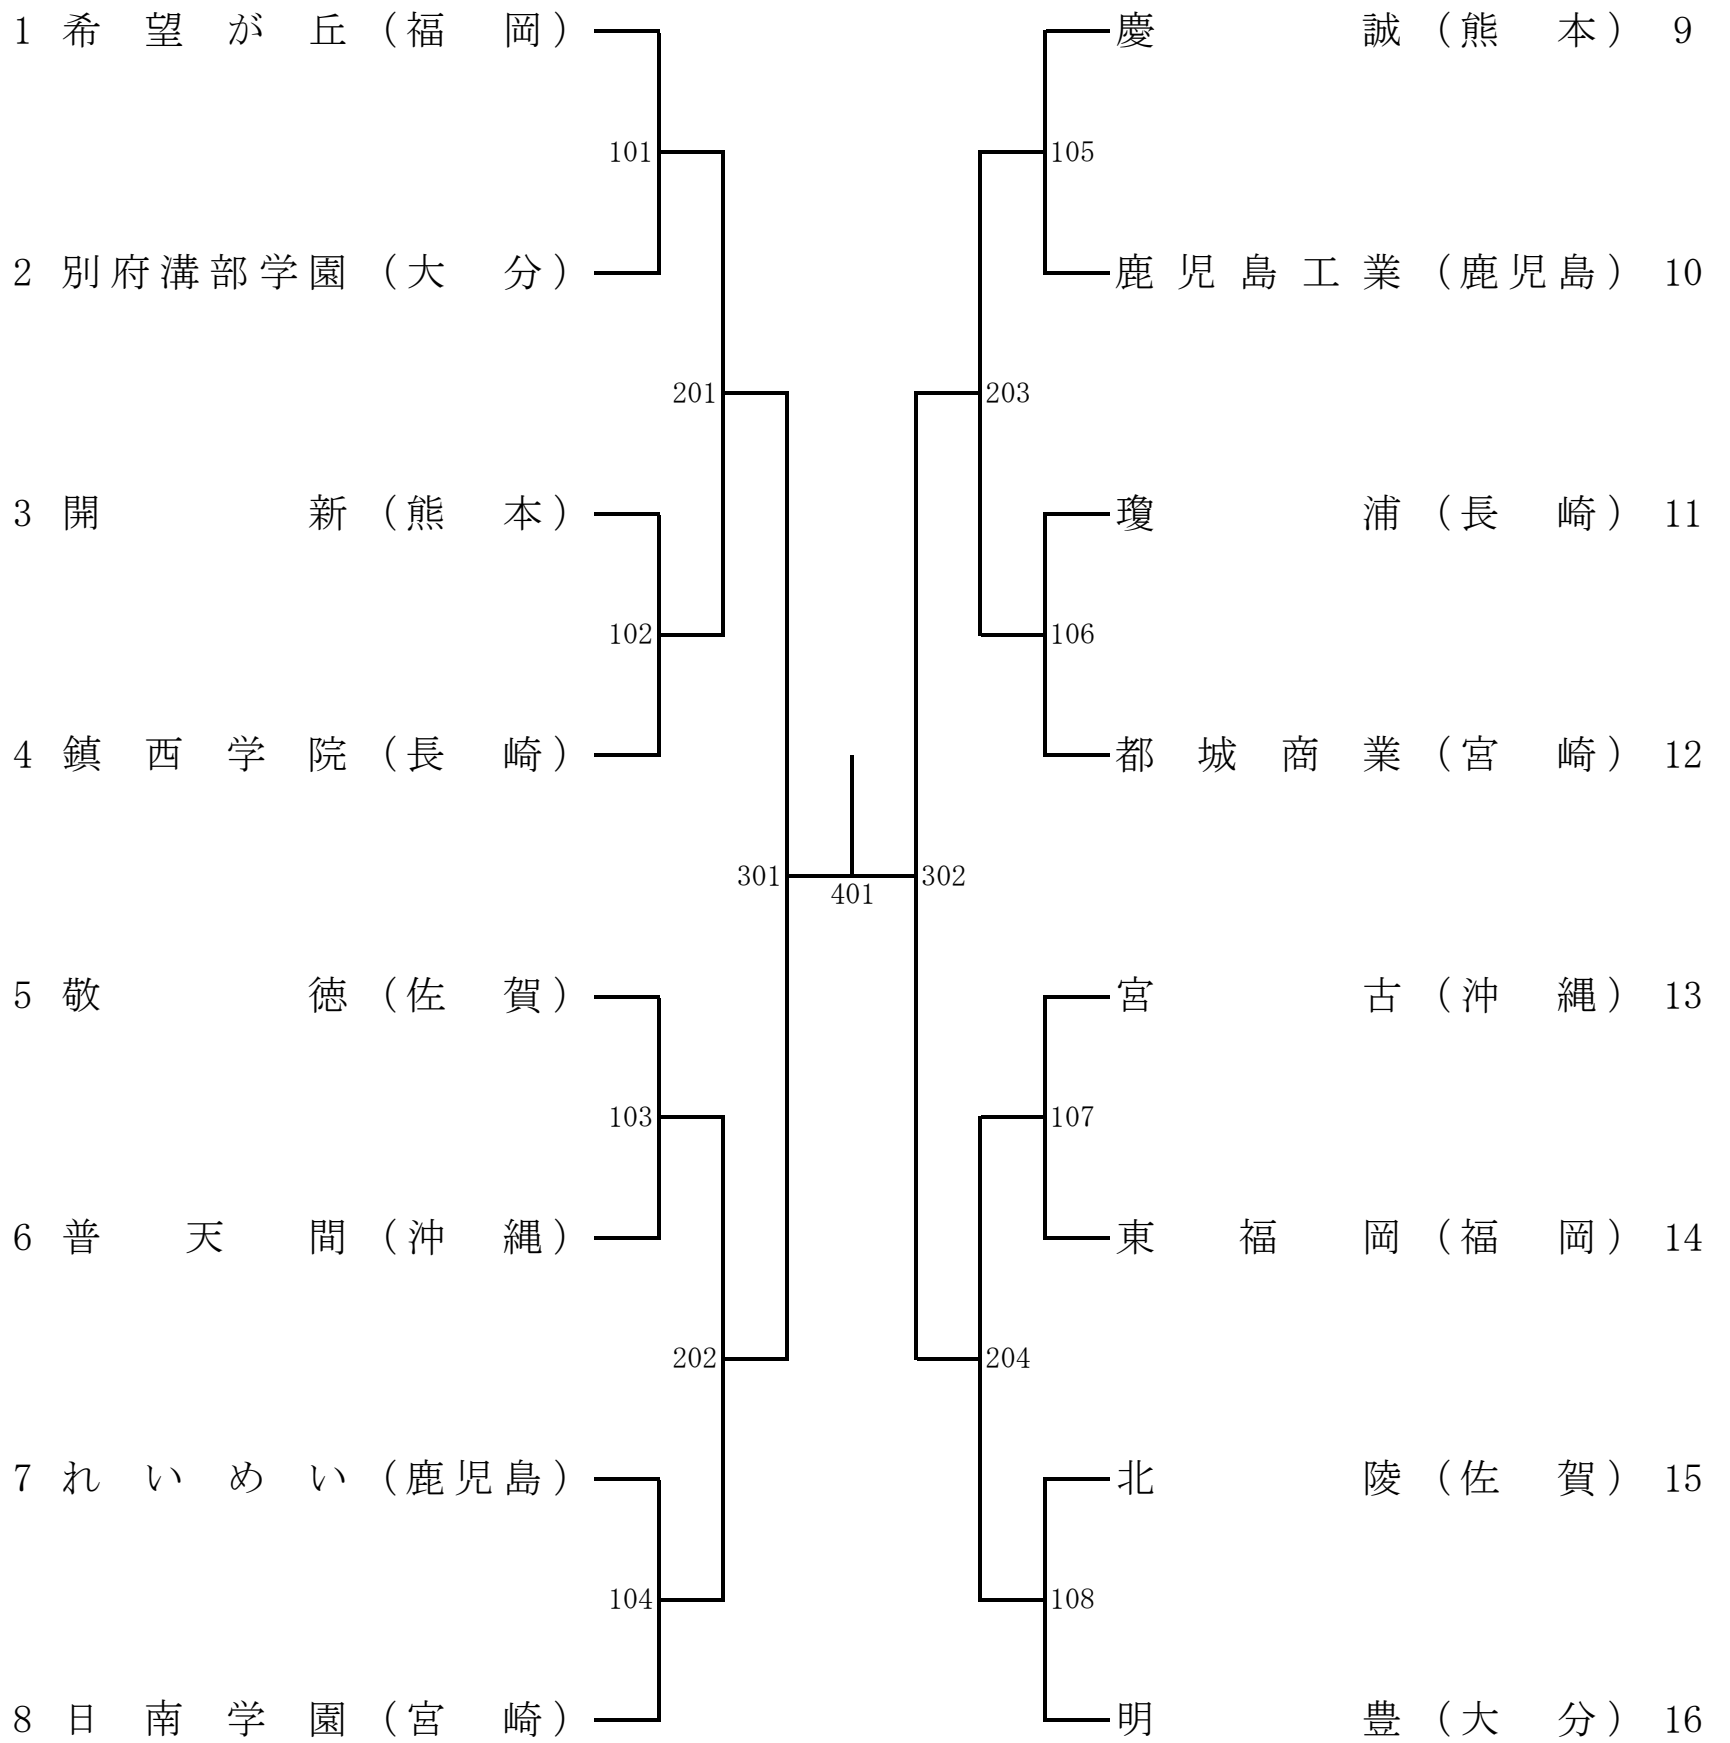 1 希望が丘 (福岡)
101
2 別府溝部学園 (大分)
201
3 開新 (熊本)
102
4 鎮西学院 (長崎)
301
401
5 敬徳 (佐賀)
103
6 普天間 (沖縄)
202
7 れいめい (鹿児島)
104
8 日南学園 (宮崎)
慶誠 (熊本) 9
105
鹿児島工業 (鹿児島) 10
203
瓊浦 (長崎) 11
106
都城商業 (宮崎) 12
302
宮古 (沖縄) 13
107
東福岡 (福岡) 14
204
北陵 (佐賀) 15
108
明豊 (大分) 16